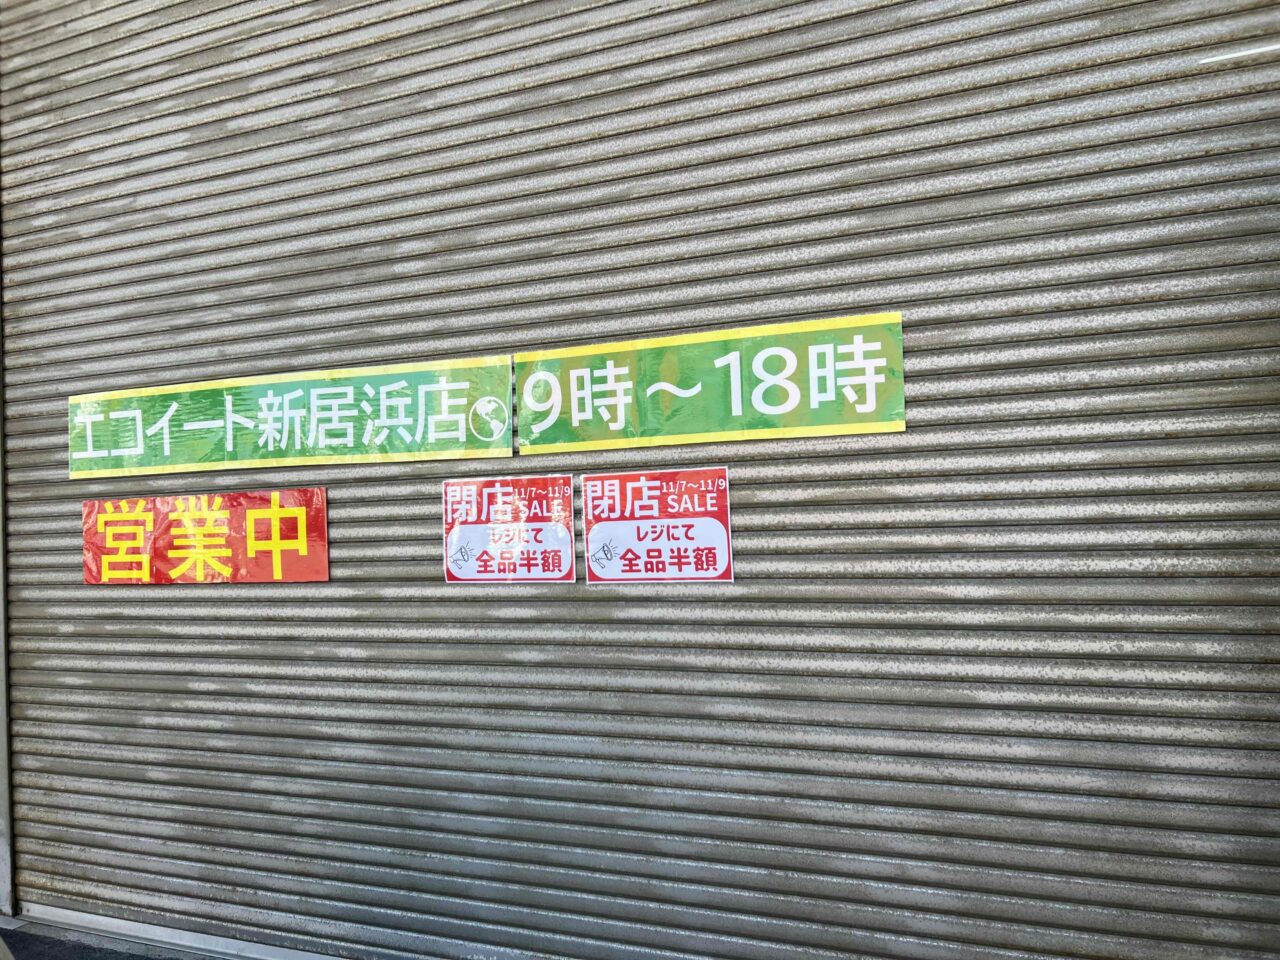 エコイート新居浜店
9時～18時
営業中
閉店 11/7～11/9 SALE
レジにて
全品半額
閉店 11/7～11/9 SALE
レジにて
全品半額